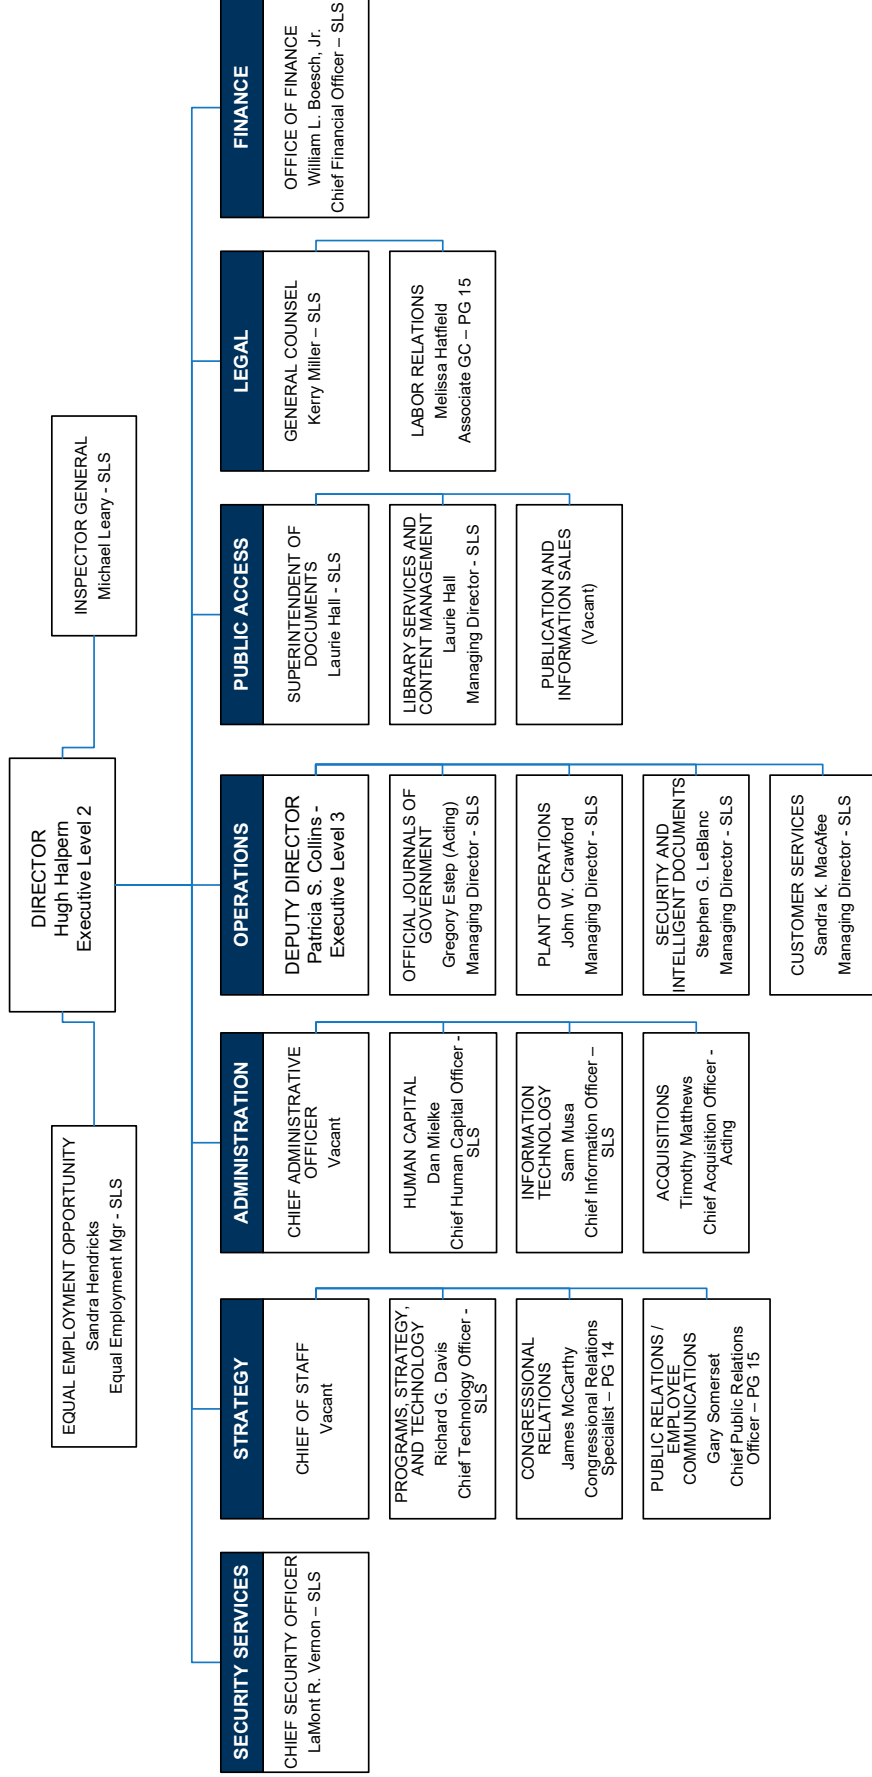 DIRECTOR
Hugh Halpern
Executive Level 2
EQUAL EMPLOYMENT OPPORTUNITY
Sandra Hendricks
Equal Employment Mgr - SLS
INSPECTOR GENERAL
Michael Leary - SLS
SECURITY SERVICES
CHIEF SECURITY OFFICER
LaMont R. Vernon – SLS
STRATEGY
CHIEF OF STAFF
Vacant
PROGRAMS, STRATEGY,
AND TECHNOLOGY
Richard G. Davis
Chief Technology Officer -
SLS
CONGRESSIONAL
RELATIONS
James McCarthy
Congressional Relations
Specialist – PG 14
PUBLIC RELATIONS /
EMPLOYEE
COMMUNICATIONS
Gary Somerset
Chief Public Relations
Officer – PG 15
ADMINISTRATION
CHIEF ADMINISTRATIVE
OFFICER
Vacant
HUMAN CAPITAL
Dan Mielke
Chief Human Capital Officer -
SLS
INFORMATION
TECHNOLOGY
Sam Musa
Chief Information Officer –
SLS
ACQUISITIONS
Timothy Matthews
Chief Acquisition Officer -
Acting
OPERATIONS
DEPUTY DIRECTOR
Patricia S. Collins -
Executive Level 3
OFFICIAL JOURNALS OF
GOVERNMENT
Gregory Estep (Acting)
Managing Director - SLS
PLANT OPERATIONS
John W. Crawford
Managing Director - SLS
SECURITY AND
INTELLIGENT DOCUMENTS
Stephen G. LeBlanc
Managing Director - SLS
CUSTOMER SERVICES
Sandra K. MacAfee
Managing Director - SLS
PUBLIC ACCESS
SUPERINTENDENT OF
DOCUMENTS
Laurie Hall - SLS
LIBRARY SERVICES AND
CONTENT MANAGEMENT
Laurie Hall
Managing Director - SLS
PUBLICATION AND
INFORMATION SALES
(Vacant)
LEGAL
GENERAL COUNSEL
Kerry Miller – SLS
LABOR RELATIONS
Melissa Hatfield
Associate GC – PG 15
FINANCE
OFFICE OF FINANCE
William L. Boesch, Jr.
Chief Financial Officer – SLS